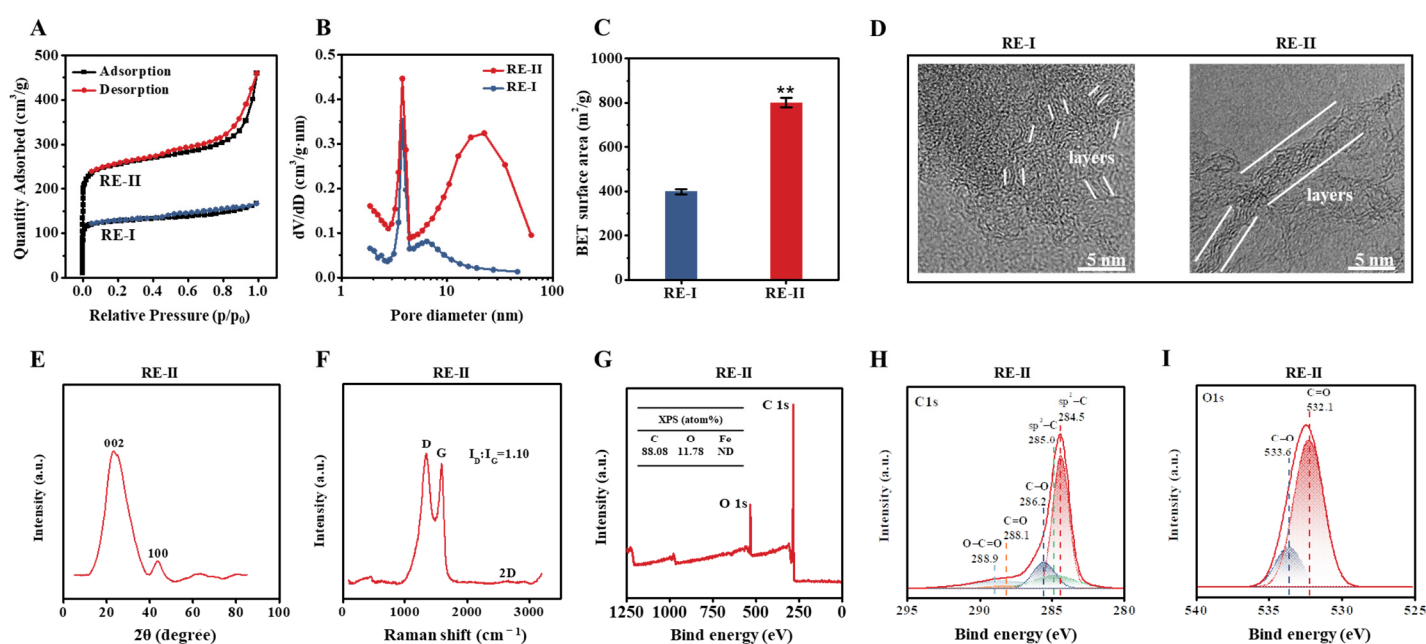 A
Quantity Adsorbed (cm³/g)
500
400
300
200
100
0
Adsorption
Desorption
RE-II
RE-I
0.0 0.2 0.4 0.6 0.8 1.0
Relative Pressure (p/p₀)
B
dV/dD (cm³/g·nm)
0.5
0.4
0.3
0.2
0.1
0.0
RE-II
RE-I
1 10 100
Pore diameter (nm)
C
BET surface area (m²/g)
1000
800
600
400
200
0
**
RE-I RE-II
D
RE-I RE-II
layers
5 nm
layers
5 nm
E
RE-II
Intensity (a.u.)
002
100
0 20 40 60 80 100
2θ (degree)
F
RE-II
Intensity (a.u.)
D
G
I_D:I_G=1.10
2D
0 1000 2000 3000
Raman shift (cm⁻¹)
G
RE-II
Intensity (a.u.)
XPS (atom%)
C O Fe
88.08 11.78 ND
C 1s
O 1s
1250 1000 750 500 250 0
Bind energy (eV)
H
RE-II
C1s
Intensity (a.u.)
sp²−C
284.5
sp²−C
285.0
C−O
286.2
C=O
288.1
O−C=O
288.9
295 290 285 280
Bind energy (eV)
I
RE-II
O1s
Intensity (a.u.)
C=O
532.1
C−O
533.6
540 535 530 525
Bind energy (eV)